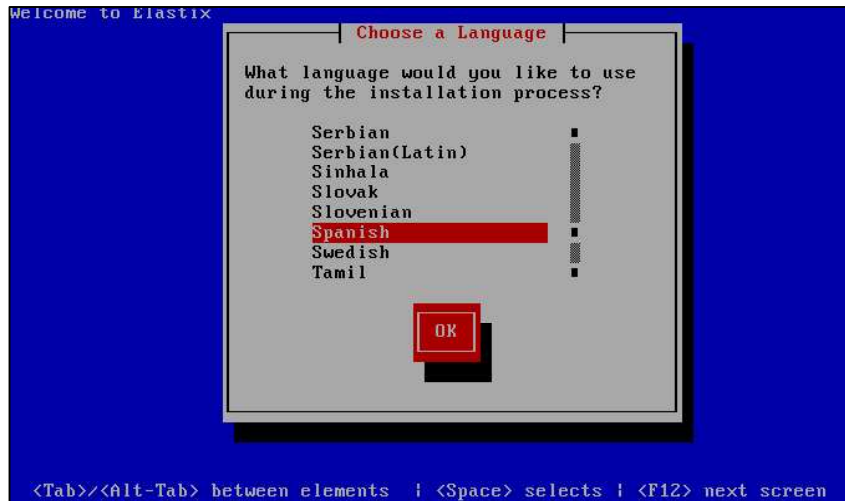 Welcome to Elastix
Choose a Language
What language would you like to use
during the installation process?
Serbian
Serbian(Latin)
Sinhala
Slovak
Slovenian
Spanish
Swedish
Tamil
OK
<Tab>/<Alt-Tab> between elements | <Space> selects | <F12> next screen